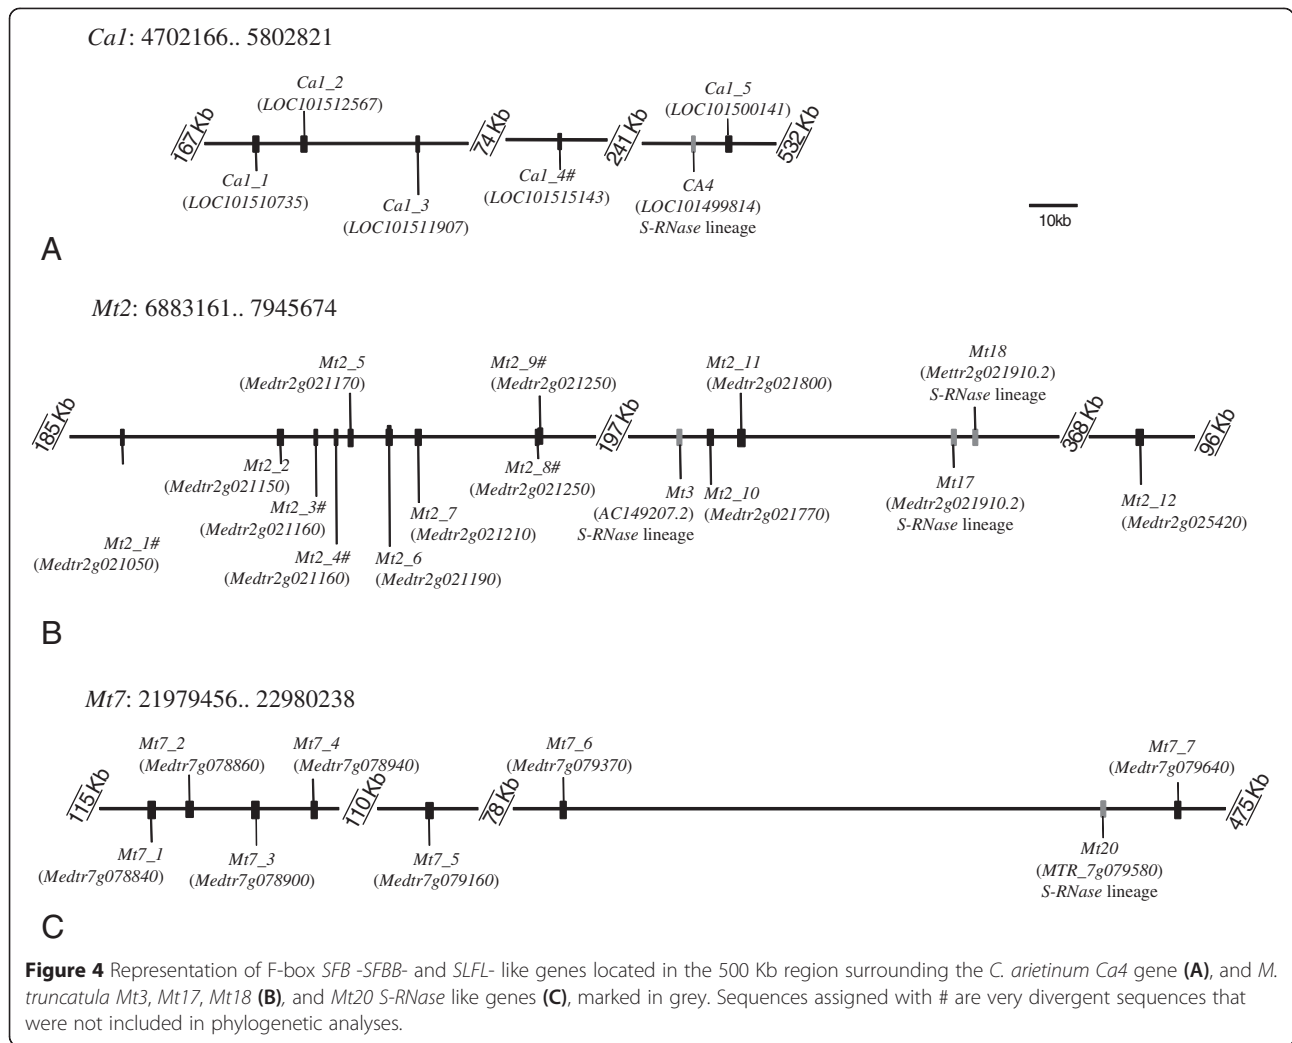 Ca1: 4702166.. 5802821
Ca1_2
(LOC101512567)
Ca1_5
(LOC101500141)
167 Kb
74 Kb
241 Kb
532 Kb
Ca1_1
(LOC101510735)
Ca1_3
(LOC101511907)
Ca1_4#
(LOC101515143)
CA4
(LOC101499814)
S-RNase lineage
10kb
A
Mt2: 6883161.. 7945674
Mt2_5
(Medtr2g021170)
Mt2_9#
(Medtr2g021250)
Mt2_11
(Medtr2g021800)
Mt18
(Mettr2g021910.2)
S-RNase lineage
185 Kb
197 Kb
368 Kb
96 Kb
Mt2_1#
(Medtr2g021050)
Mt2_2
(Medtr2g021150)
Mt2_3#
(Medtr2g021160)
Mt2_4#
(Medtr2g021160)
Mt2_6
(Medtr2g021190)
Mt2_7
(Medtr2g021210)
Mt2_8#
(Medtr2g021250)
Mt3
(AC149207.2)
S-RNase lineage
Mt2_10
(Medtr2g021770)
Mt17
(Medtr2g021910.2)
S-RNase lineage
Mt2_12
(Medtr2g025420)
B
Mt7: 21979456.. 22980238
Mt7_2
(Medtr7g078860)
Mt7_4
(Medtr7g078940)
Mt7_6
(Medtr7g079370)
Mt7_7
(Medtr7g079640)
115 Kb
110 Kb
78 Kb
475 Kb
Mt7_1
(Medtr7g078840)
Mt7_3
(Medtr7g078900)
Mt7_5
(Medtr7g079160)
Mt20
(MTR_7g079580)
S-RNase lineage
C
Figure 4 Representation of F-box SFB -SFBB- and SLFL- like genes located in the 500 Kb region surrounding the C. arietinum Ca4 gene (A), and M.
truncatula Mt3, Mt17, Mt18 (B), and Mt20 S-RNase like genes (C), marked in grey. Sequences assigned with # are very divergent sequences that
were not included in phylogenetic analyses.